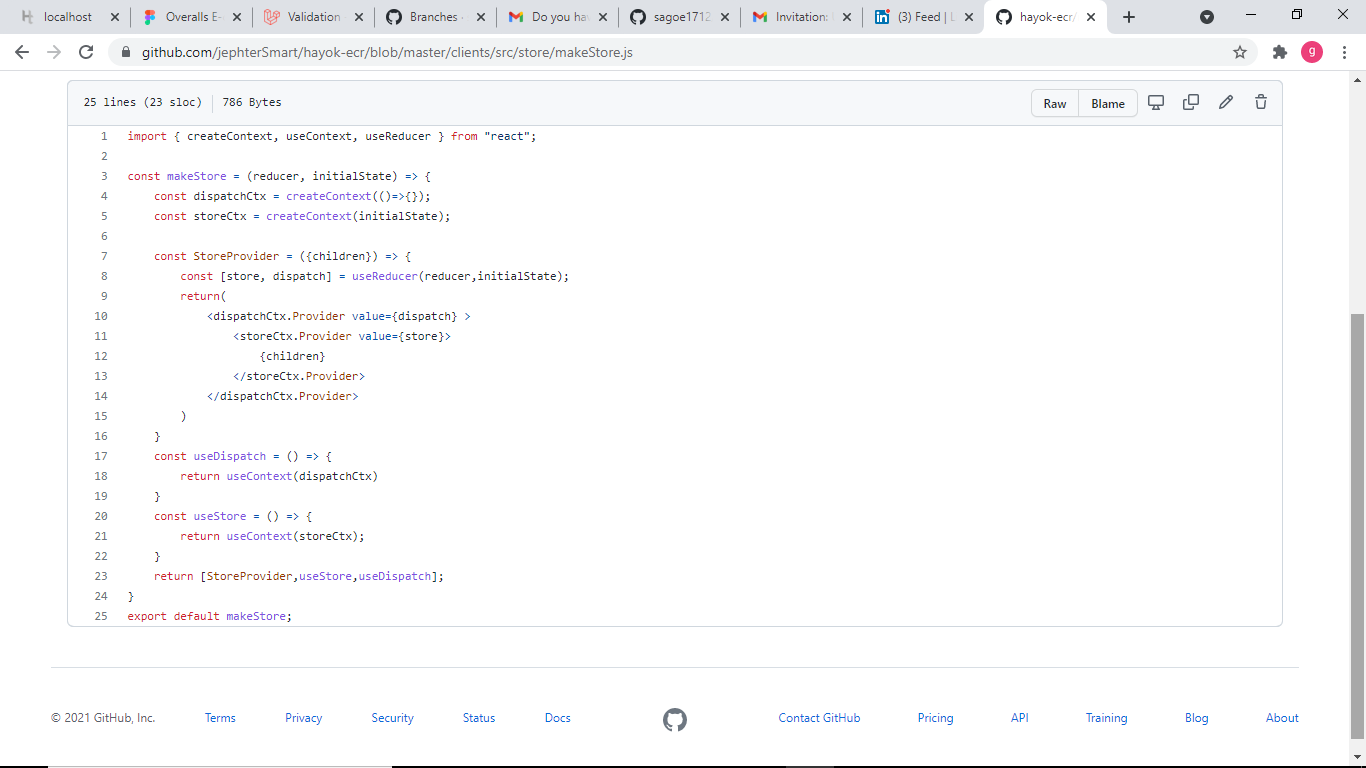 localhost
Overalls E-
Validation
Branches
Do you ha
sagoe1712
Invitation:
(3) Feed | L
hayok-ecr/
github.com/jephterSmart/hayok-ecr/blob/master/clients/src/store/makeStore.js
g
25 lines (23 sloc) 786 Bytes
Raw Blame
1 import { createContext, useContext, useReducer } from "react";
2
3 const makeStore = (reducer, initialState) => {
4     const dispatchCtx = createContext(()=>{});
5     const storeCtx = createContext(initialState);
6
7     const StoreProvider = ({children}) => {
8         const [store, dispatch] = useReducer(reducer,initialState);
9         return(
10             <dispatchCtx.Provider value={dispatch} >
11                 <storeCtx.Provider value={store}>
12                     {children}
13                 </storeCtx.Provider>
14             </dispatchCtx.Provider>
15         )
16     }
17     const useDispatch = () => {
18         return useContext(dispatchCtx)
19     }
20     const useStore = () => {
21         return useContext(storeCtx);
22     }
23     return [StoreProvider,useStore,useDispatch];
24 }
25 export default makeStore;
© 2021 GitHub, Inc. Terms Privacy Security Status Docs Contact GitHub Pricing API Training Blog About